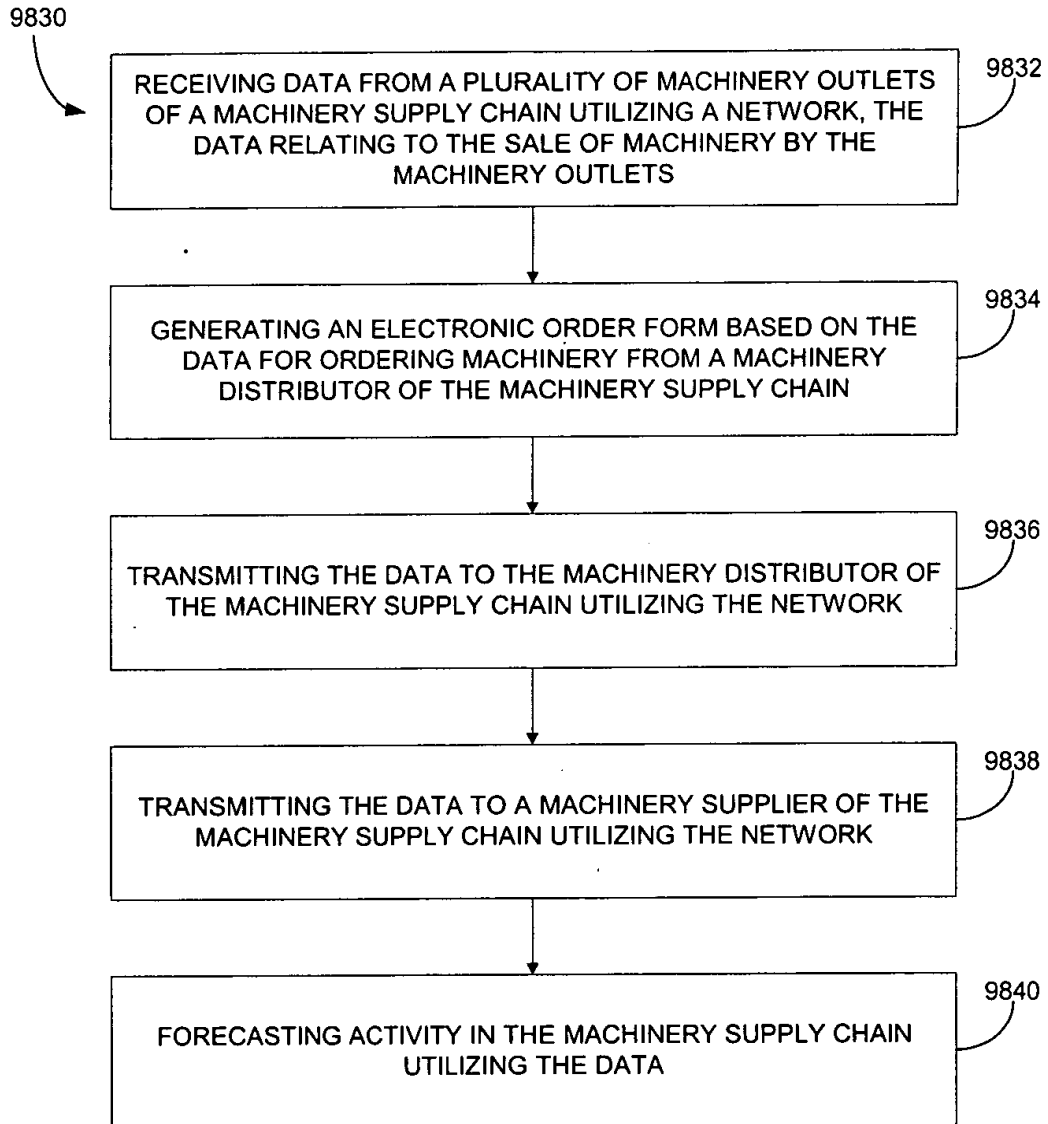 9830
RECEIVING DATA FROM A PLURALITY OF MACHINERY OUTLETS
OF A MACHINERY SUPPLY CHAIN UTILIZING A NETWORK, THE
DATA RELATING TO THE SALE OF MACHINERY BY THE
MACHINERY OUTLETS
9832
GENERATING AN ELECTRONIC ORDER FORM BASED ON THE
DATA FOR ORDERING MACHINERY FROM A MACHINERY
DISTRIBUTOR OF THE MACHINERY SUPPLY CHAIN
9834
TRANSMITTING THE DATA TO THE MACHINERY DISTRIBUTOR OF
THE MACHINERY SUPPLY CHAIN UTILIZING THE NETWORK
9836
TRANSMITTING THE DATA TO A MACHINERY SUPPLIER OF THE
MACHINERY SUPPLY CHAIN UTILIZING THE NETWORK
9838
FORECASTING ACTIVITY IN THE MACHINERY SUPPLY CHAIN
UTILIZING THE DATA
9840